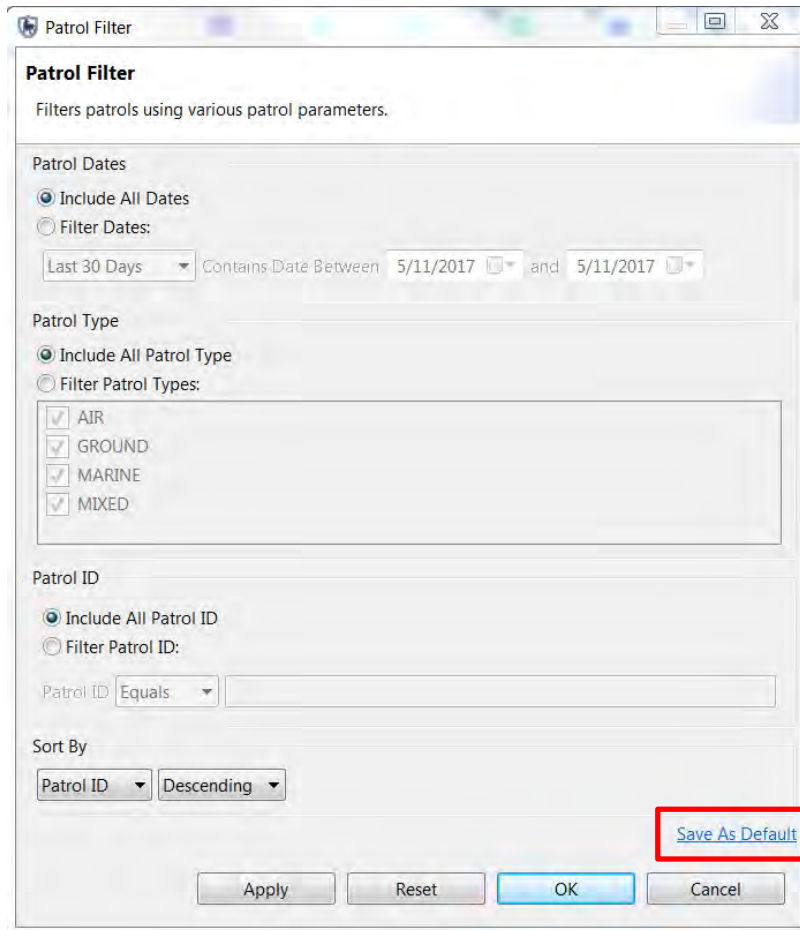 Patrol Filter
Patrol Filter
Filters patrols using various patrol parameters.
Patrol Dates
Include All Dates
Filter Dates:
Last 30 Days Contains Date Between 5/11/2017 and 5/11/2017
Patrol Type
Include All Patrol Type
Filter Patrol Types:
AIR
GROUND
MARINE
MIXED
Patrol ID
Include All Patrol ID
Filter Patrol ID:
Patrol ID Equals
Sort By
Patrol ID Descending
Save As Default
Apply Reset OK Cancel